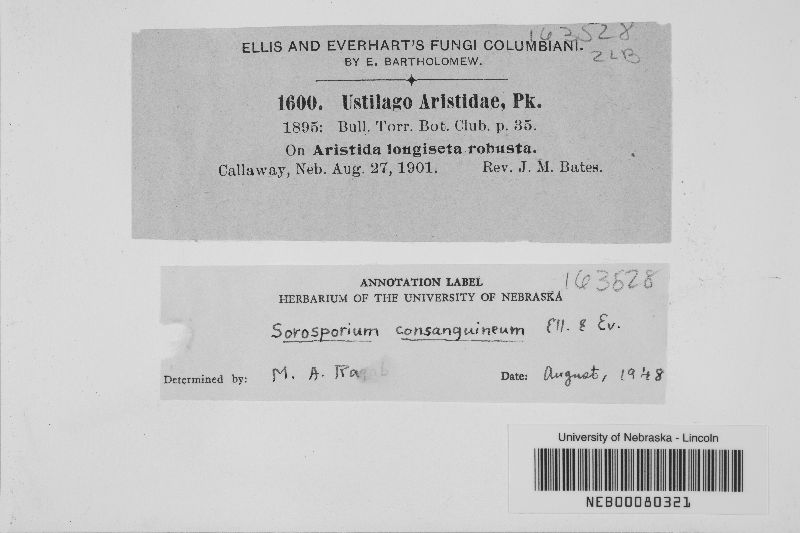 163528
ELLIS AND EVERHART'S FUNGI COLUMBIANI.
2LB
BY E. BARTHOLOMEW.
1600. Ustilago Aristidae, Pk.
1895: Bull. Torr. Bot. Club. p. 35.
On Aristida longiseta robusta.
Callaway, Neb. Aug. 27, 1901. Rev. J. M. Bates.
ANNOTATION LABEL 163528
HERBARIUM OF THE UNIVERSITY OF NEBRASKA
Sorosporium consanguineum Ell. & Ev.
Determined by: M. A. Ragab Date: August, 1948
University of Nebraska - Lincoln
NEB00080321